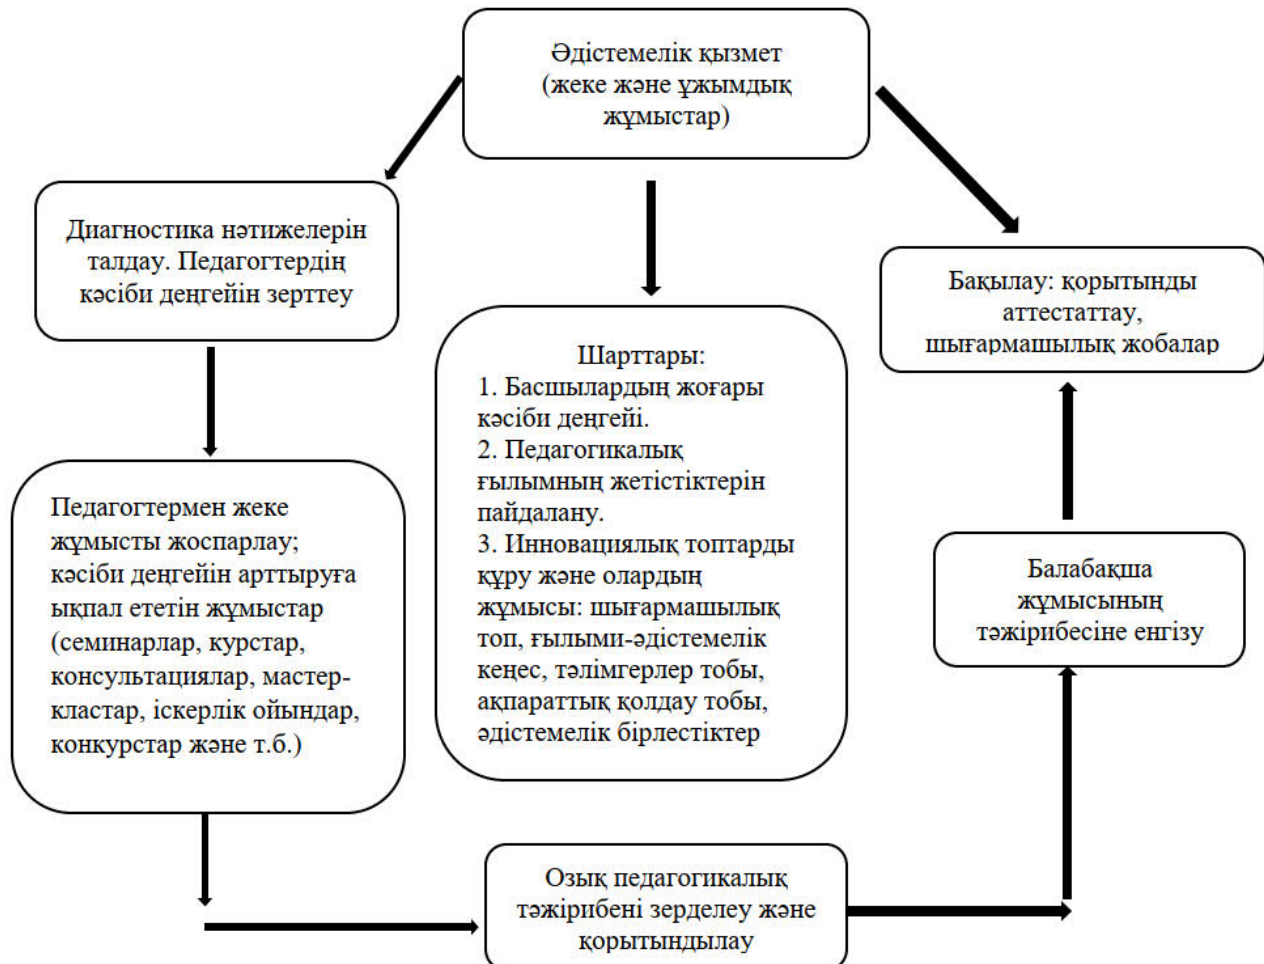 Әдістемелік қызмет
(жеке және ұжымдық
жұмыстар)
Диагностика нәтижелерін
талдау. Педагогтердің
кәсіби деңгейін зерттеу
Бақылау: қорытынды
аттестаттау,
шығармашылық жобалар
Шарттары:
1. Басшылардың жоғары
кәсіби деңгейі.
2. Педагогикалық
ғылымның жетістіктерін
пайдалану.
3. Инновациялық топтарды
құру және олардың
жұмысы: шығармашылық
топ, ғылыми-әдістемелік
кеңес, тәлімгерлер тобы,
ақпараттық қолдау тобы,
әдістемелік бірлестіктер
Педагогтермен жеке
жұмысты жоспарлау;
кәсіби деңгейін арттыруға
ықпал ететін жұмыстар
(семинарлар, курстар,
консультациялар, мастер-
кластар, іскерлік ойындар,
конкурстар және т.б.)
Балабақша
жұмысының
тәжірибесіне енгізу
Озық педагогикалық
тәжірибені зерделеу және
қорытындылау